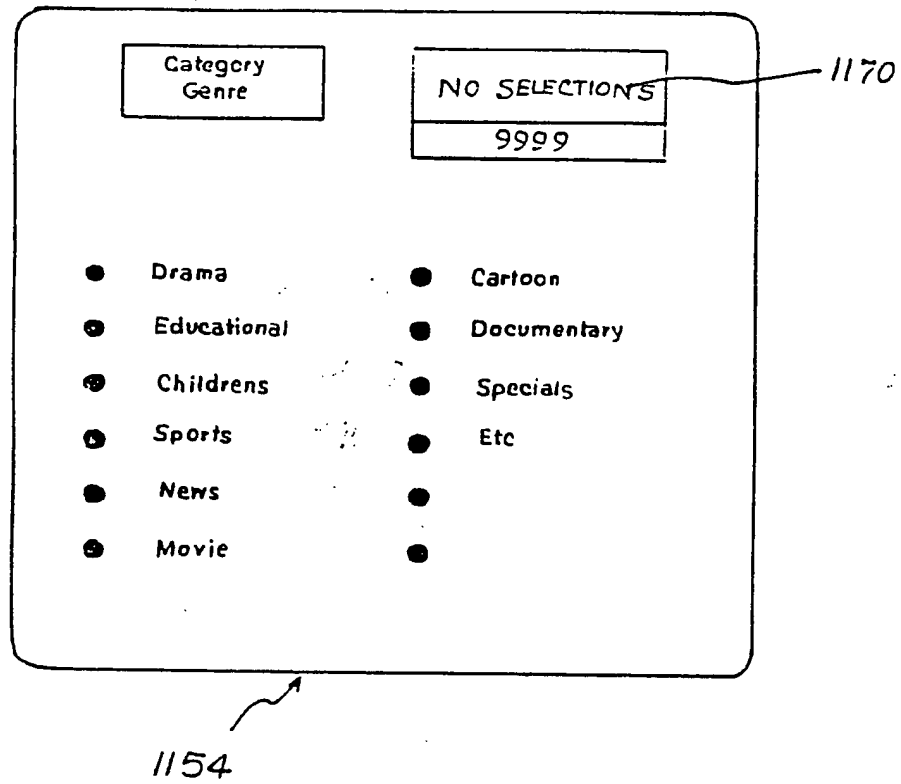 Category
Genre
NO SELECTIONS
9999
1170
Drama
Educational
Childrens
Sports
News
Movie
Cartoon
Documentary
Specials
Etc
1154